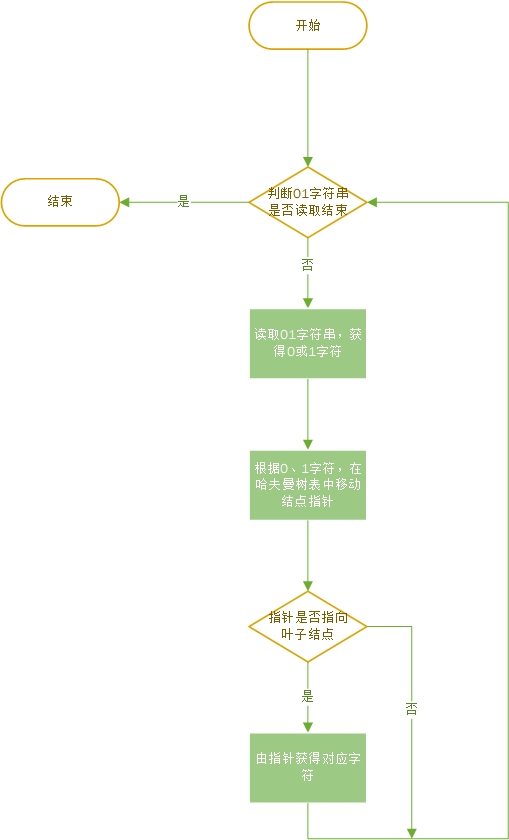 开始
判断01字符串
是否读取结束
是
结束
否
读取01字符串，获
得0或1字符
根据0、1字符，在
哈夫曼树表中移动
结点指针
指针是否指向
叶子结点
是
否
由指针获得对应字
符